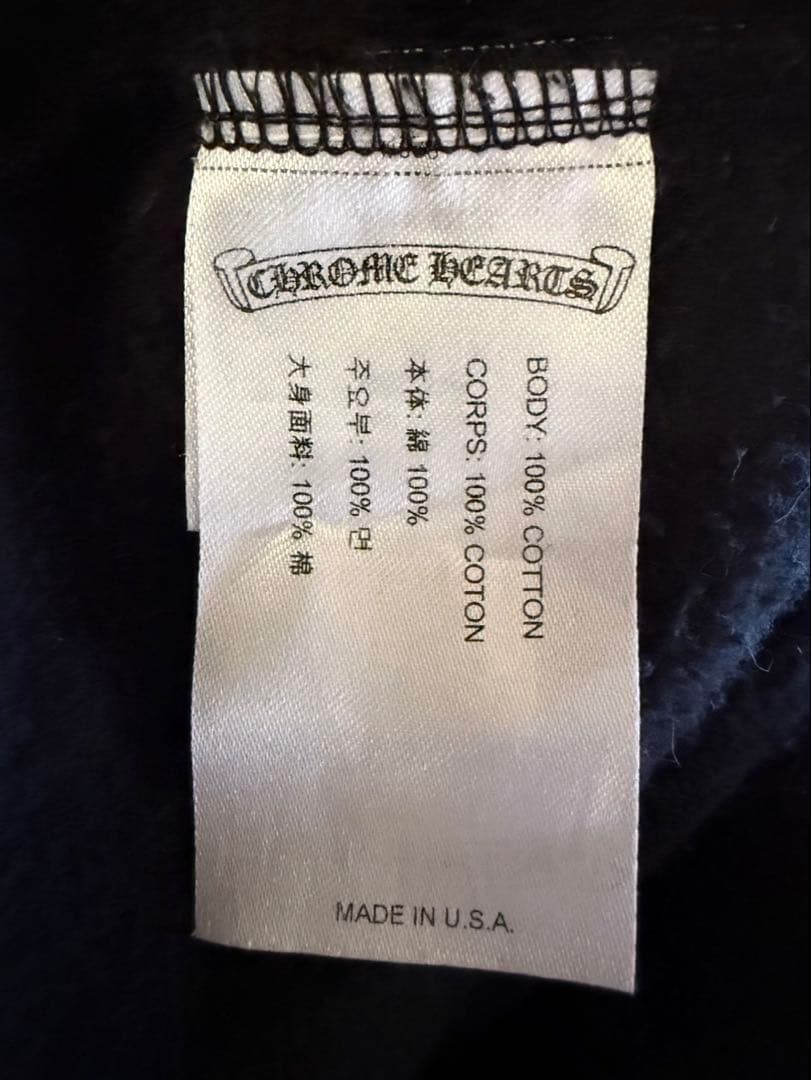 CHROME HEARTS
BODY: 100% COTTON
CORPS: 100% COTON
本体: 綿 100%
주요부: 100% 면
大身面料: 100% 棉
MADE IN U.S.A.